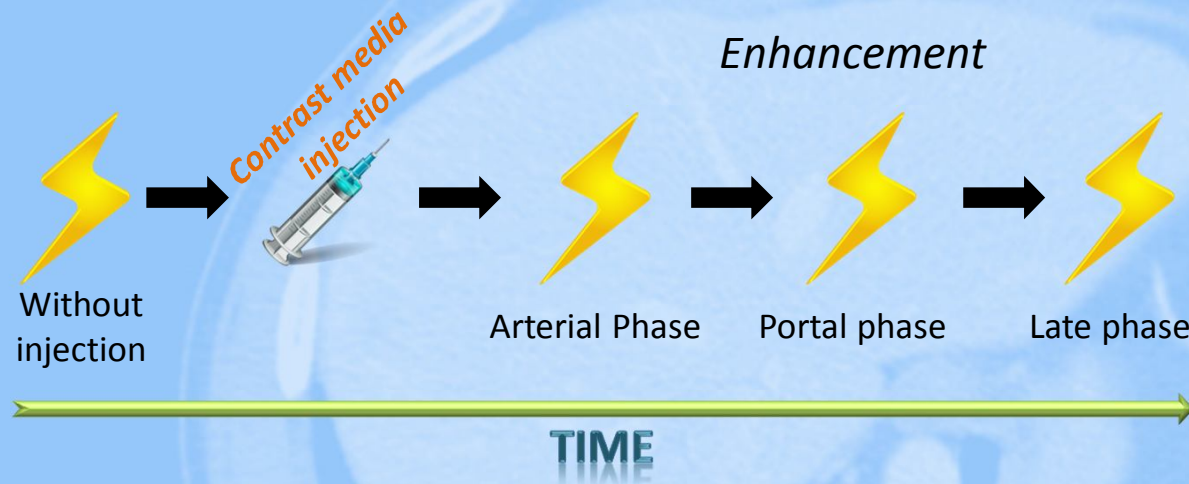 Enhancement
Contrast media
injection
Without
injection
Arterial Phase
Portal phase
Late phase
TIME